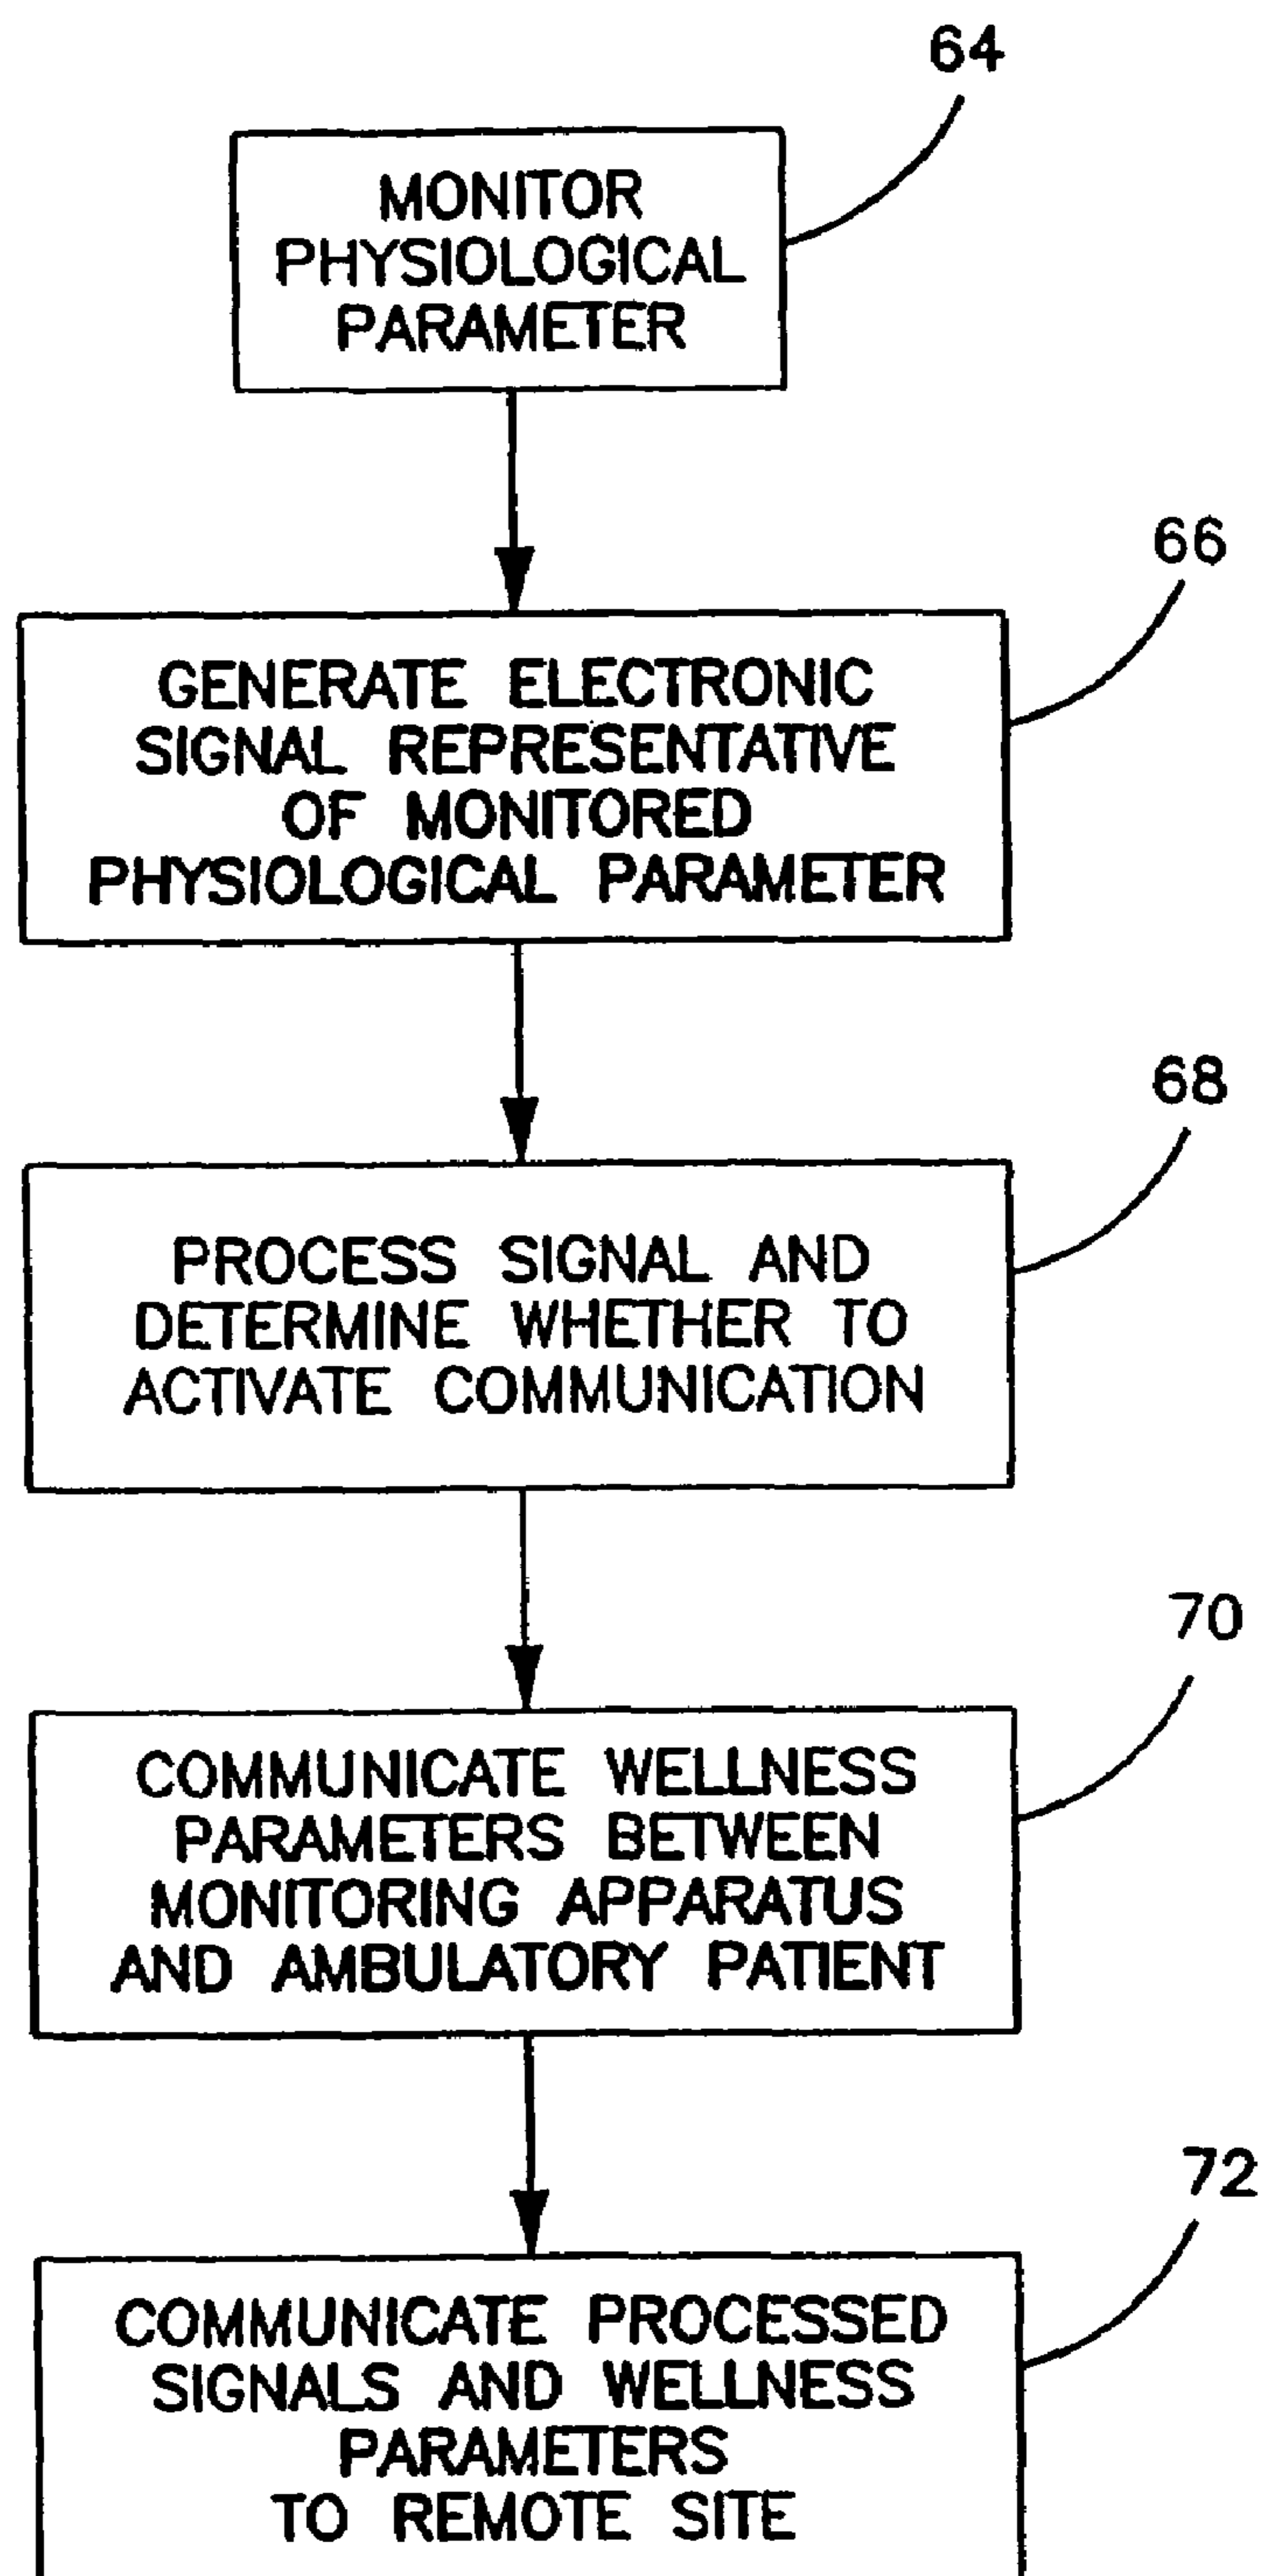 64
MONITOR
PHYSIOLOGICAL
PARAMETER
66
GENERATE ELECTRONIC
SIGNAL REPRESENTATIVE
OF MONITORED
PHYSIOLOGICAL PARAMETER
68
PROCESS SIGNAL AND
DETERMINE WHETHER TO
ACTIVATE COMMUNICATION
70
COMMUNICATE WELLNESS
PARAMETERS BETWEEN
MONITORING APPARATUS
AND AMBULATORY PATIENT
72
COMMUNICATE PROCESSED
SIGNALS AND WELLNESS
PARAMETERS
TO REMOTE SITE